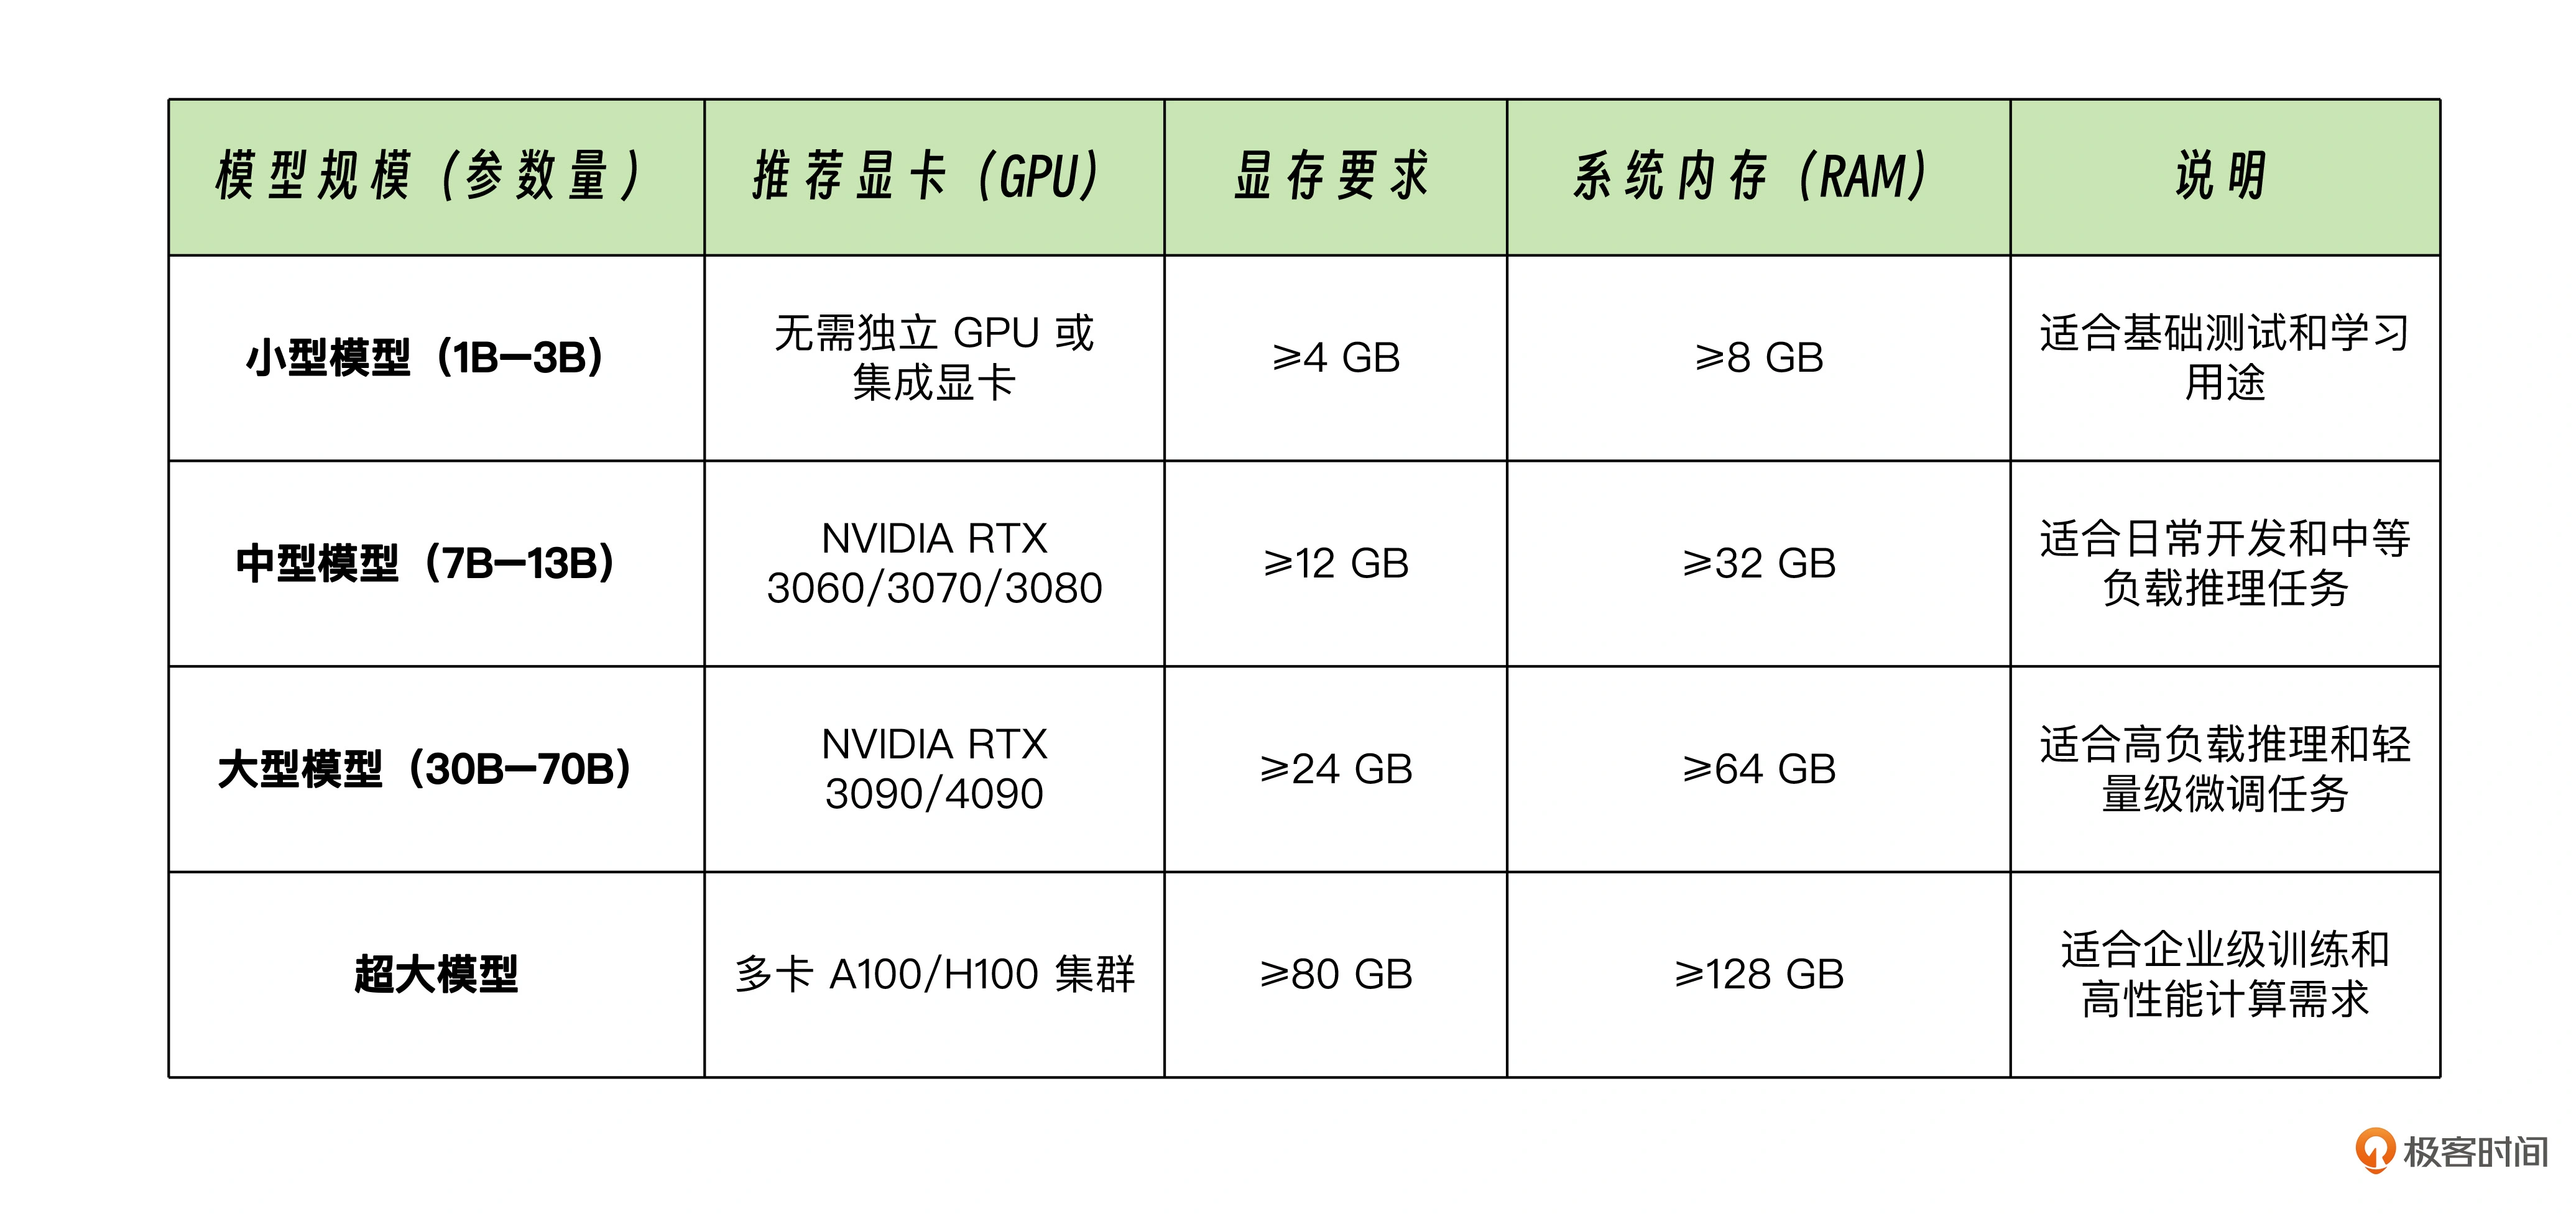 模型规模（参数量）
推荐显卡（GPU）
显存要求
系统内存（RAM）
说明
小型模型（1B—3B）
无需独立 GPU 或
集成显卡
≥4 GB
≥8 GB
适合基础测试和学习
用途
中型模型（7B—13B）
NVIDIA RTX
3060/3070/3080
≥12 GB
≥32 GB
适合日常开发和中等
负载推理任务
大型模型（30B—70B）
NVIDIA RTX
3090/4090
≥24 GB
≥64 GB
适合高负载推理和轻
量级微调任务
超大模型
多卡 A100/H100 集群
≥80 GB
≥128 GB
适合企业级训练和
高性能计算需求
极客时间